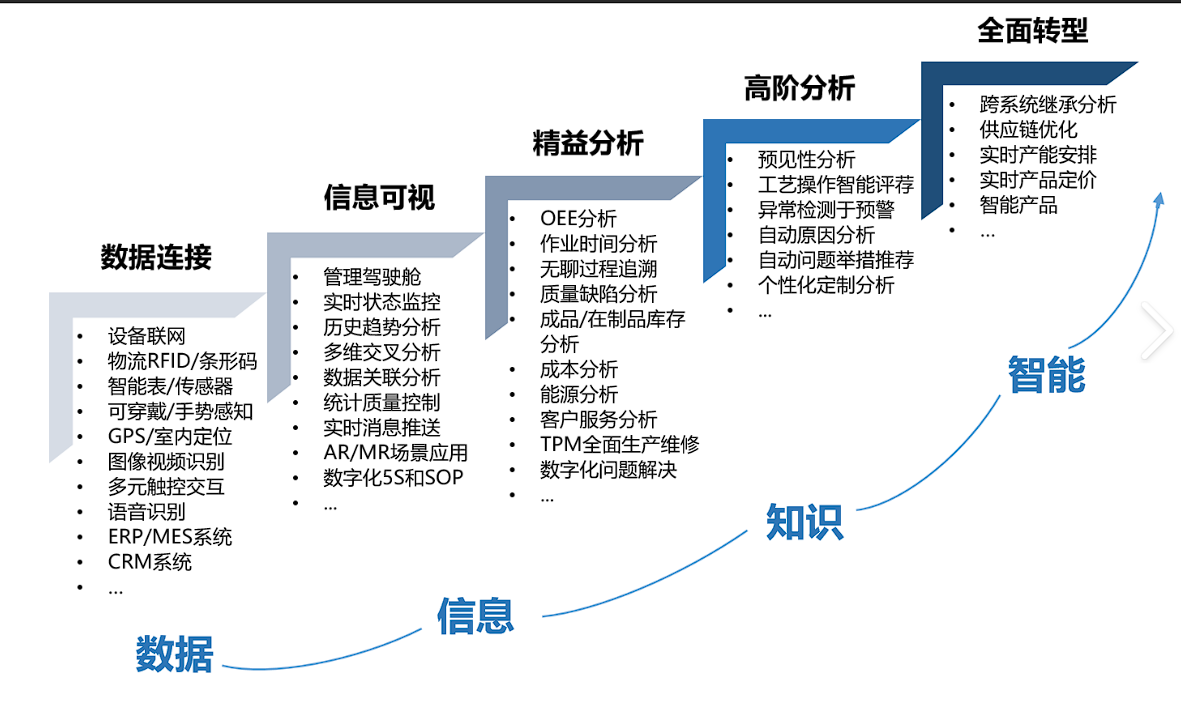 全面转型
• 跨系统继承分析
• 供应链优化
• 实时产能安排
• 实时产品定价
• 智能产品
• ...
高阶分析
• 预见性分析
• 工艺操作智能评荐
• 异常检测于预警
• 自动原因分析
• 自动问题举措推荐
• 个性化定制分析
• ...
精益分析
• OEE分析
• 作业时间分析
• 无聊过程追溯
• 质量缺陷分析
• 成品/在制品库存
分析
• 成本分析
• 能源分析
• 客户服务分析
• TPM全面生产维修
• 数字化问题解决
• ...
信息可视
• 管理驾驶舱
• 实时状态监控
• 历史趋势分析
• 多维交叉分析
• 数据关联分析
• 统计质量控制
• 实时消息推送
• AR/MR场景应用
• 数字化5S和SOP
• ...
数据连接
• 设备联网
• 物流RFID/条形码
• 智能表/传感器
• 可穿戴/手势感知
• GPS/室内定位
• 图像视频识别
• 多元触控交互
• 语音识别
• ERP/MES系统
• CRM系统
• ...
数据
信息
知识
智能